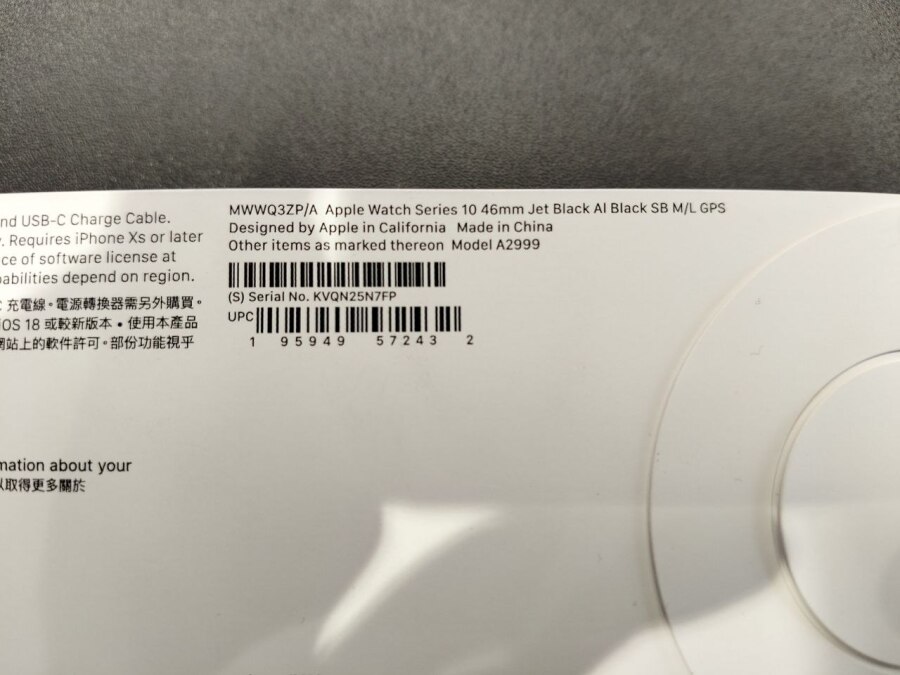 nd USB-C Charge Cable.
. Requires iPhone Xs or later
ce of software license at
abilities depend on region.
充電線。電源轉換器需另外購買。
OS 18 或較新版本 • 使用本產品
網站上的軟件許可。部份功能視乎
mation about your
以取得更多關於
MWWQ3ZP/A Apple Watch Series 10 46mm Jet Black Al Black SB M/L GPS
Designed by Apple in California Made in China
Other items as marked thereon Model A2999
(S) Serial No. KVQN25N7FP
UPC
1 95949 57243 2